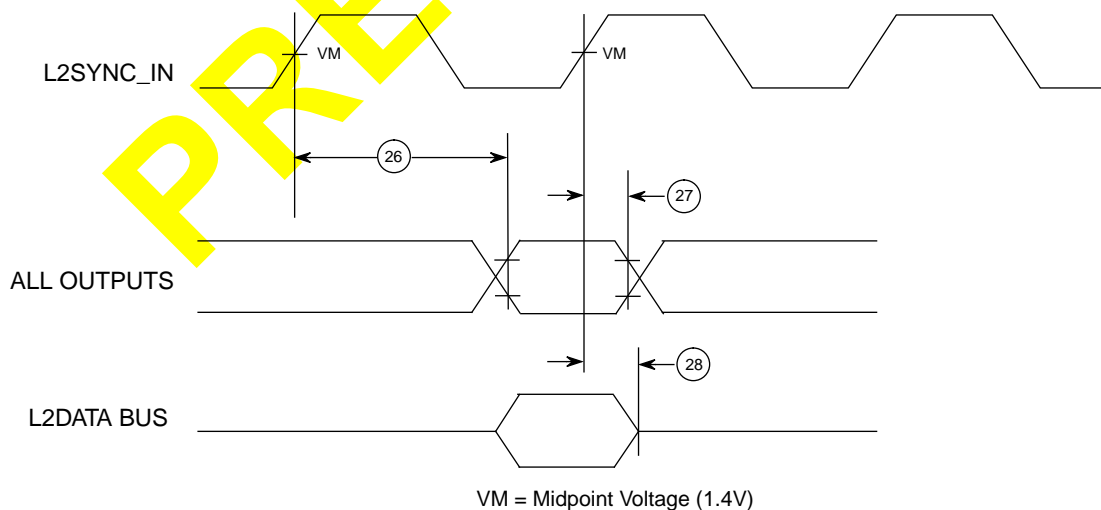 PRE
VM
VM
L2SYNC_IN
26
27
ALL OUTPUTS
28
L2DATA BUS
VM = Midpoint Voltage (1.4V)